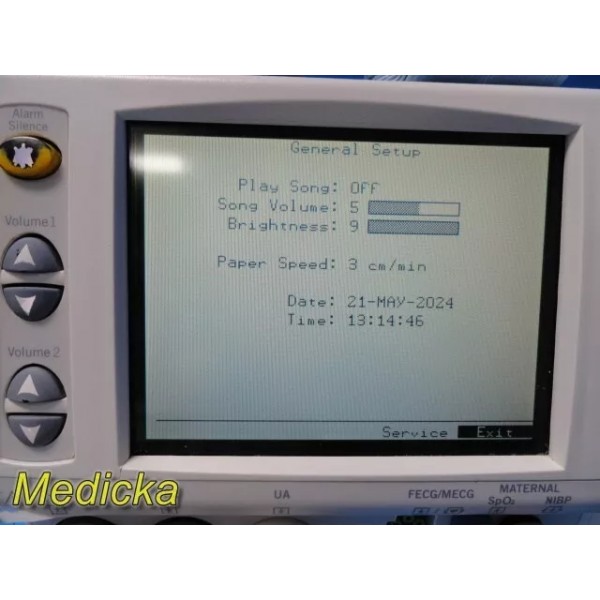 Alarm
Silence
Volume 1
Volume 2
General Setup
Play Song: OFF
Song Volume: 5
Brightness: 9
Paper Speed: 3 cm/min
Date: 21-MAY-2024
Time: 13:14:46
Service Exit
Medicka
UA
FECG/MECG
MATERNAL
SpO₂ NIBP